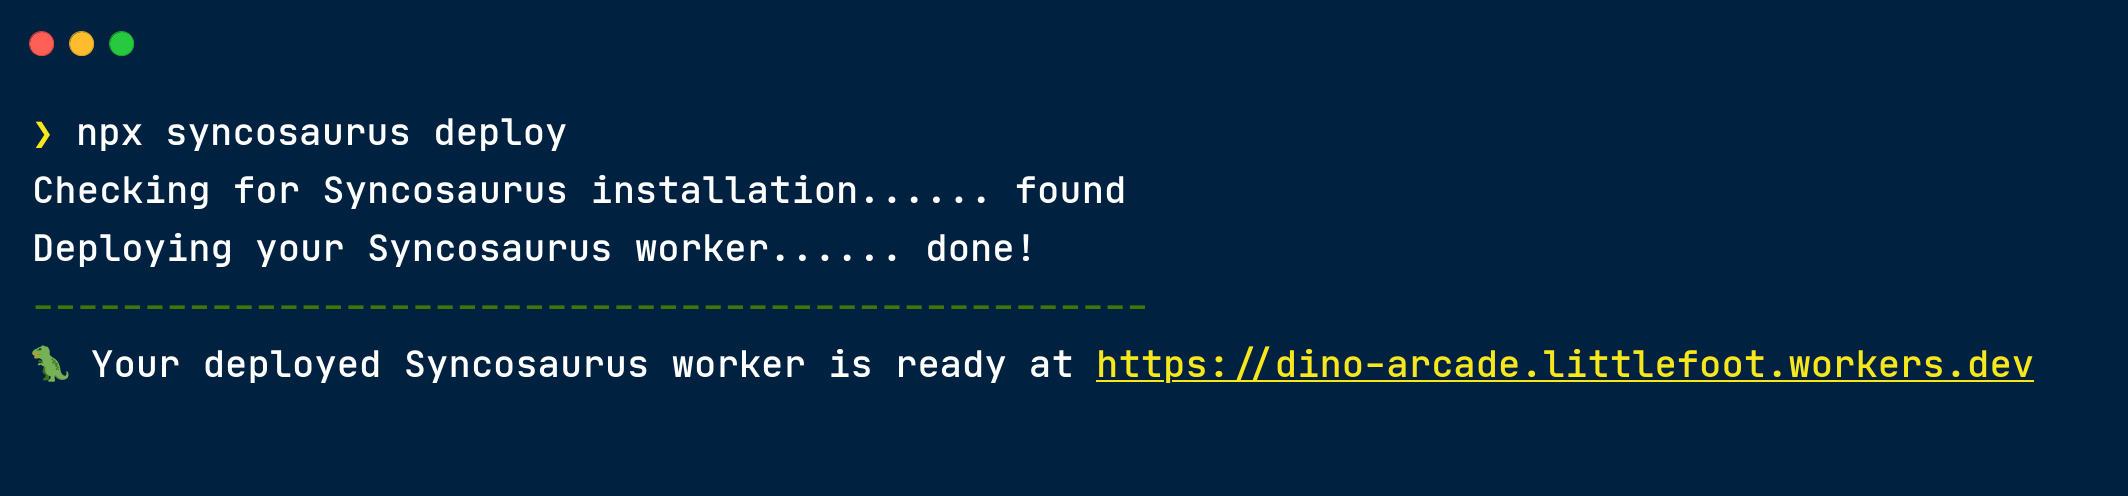 ❯ npx syncosaurus deploy
Checking for Syncosaurus installation...... found
Deploying your Syncosaurus worker...... done!
--------------------------------------------------
🦖 Your deployed Syncosaurus worker is ready at https://dino-arcade.littlefoot.workers.dev